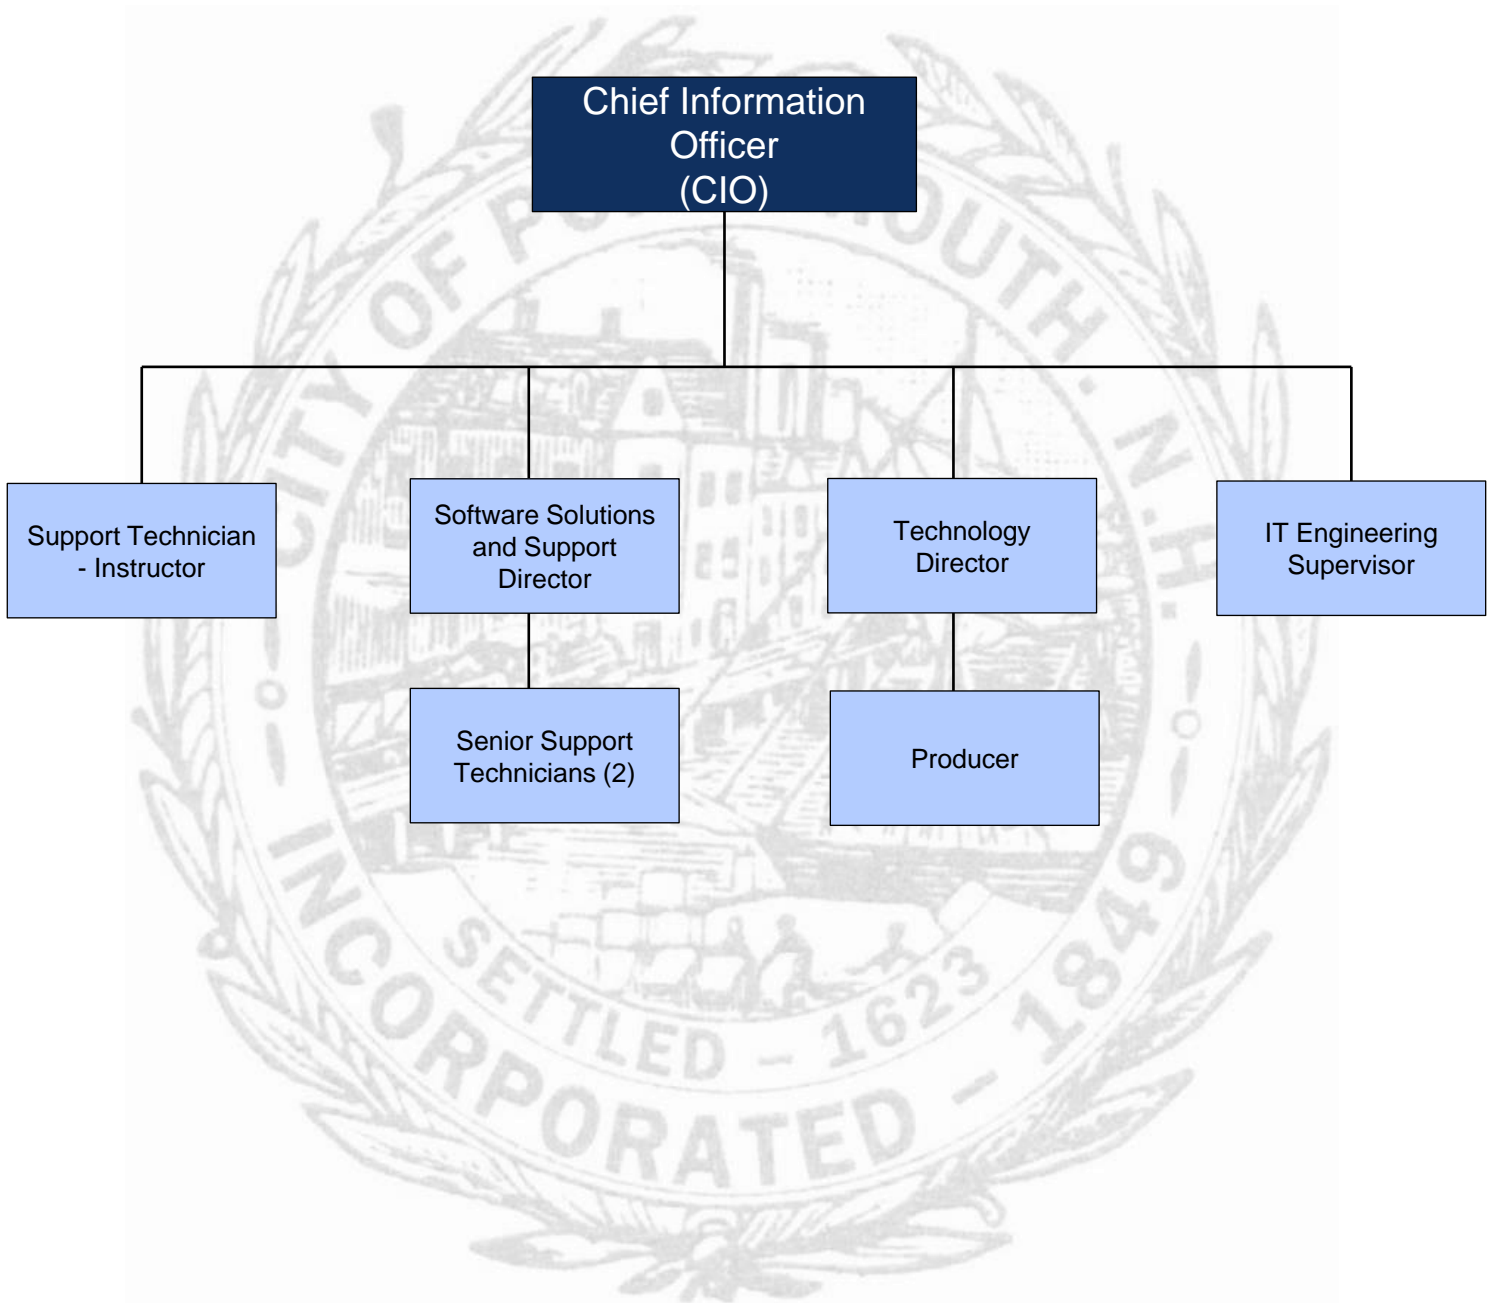 Chief Information
Officer
(CIO)
Support Technician
- Instructor
Software Solutions
and Support
Director
Technology
Director
IT Engineering
Supervisor
Senior Support
Technicians (2)
Producer
CITY OF
N.H.
SETTLED – 1623
INCORPORATED – 1849